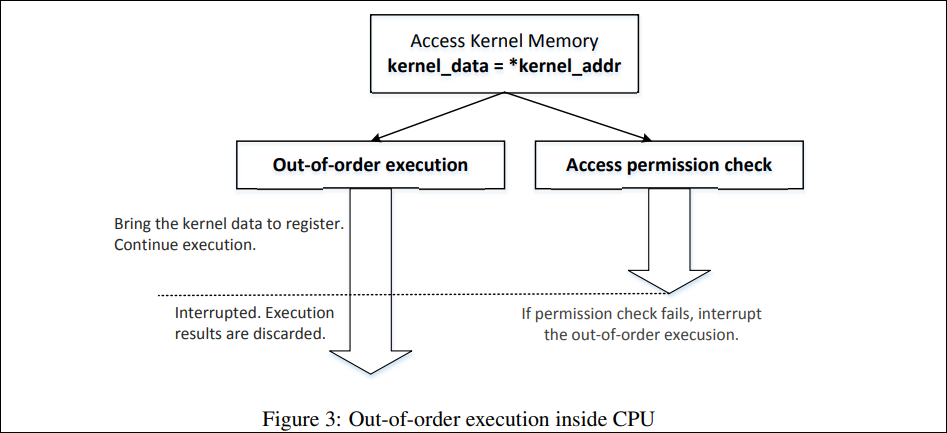 Access Kernel Memory
kernel_data = *kernel_addr
Out-of-order execution
Access permission check
Bring the kernel data to register.
Continue execution.
Interrupted. Execution
results are discarded.
If permission check fails, interrupt
the out-of-order execusion.
Figure 3: Out-of-order execution inside CPU